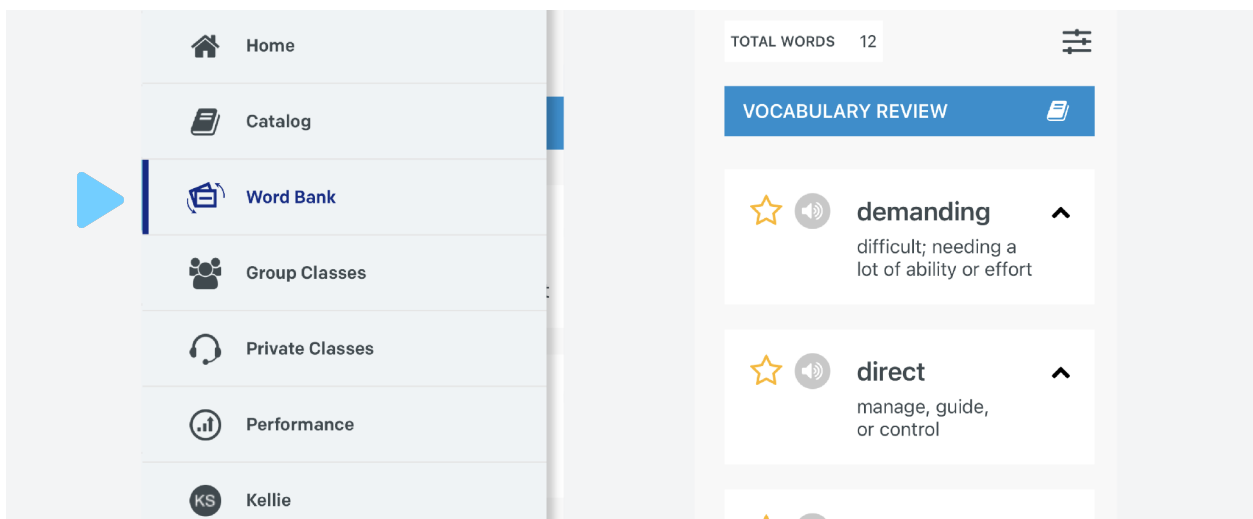 Home
Catalog
Word Bank
Group Classes
Private Classes
Performance
KS Kellie
TOTAL WORDS 12
VOCABULARY REVIEW
demanding
difficult; needing a
lot of ability or effort
direct
manage, guide,
or control